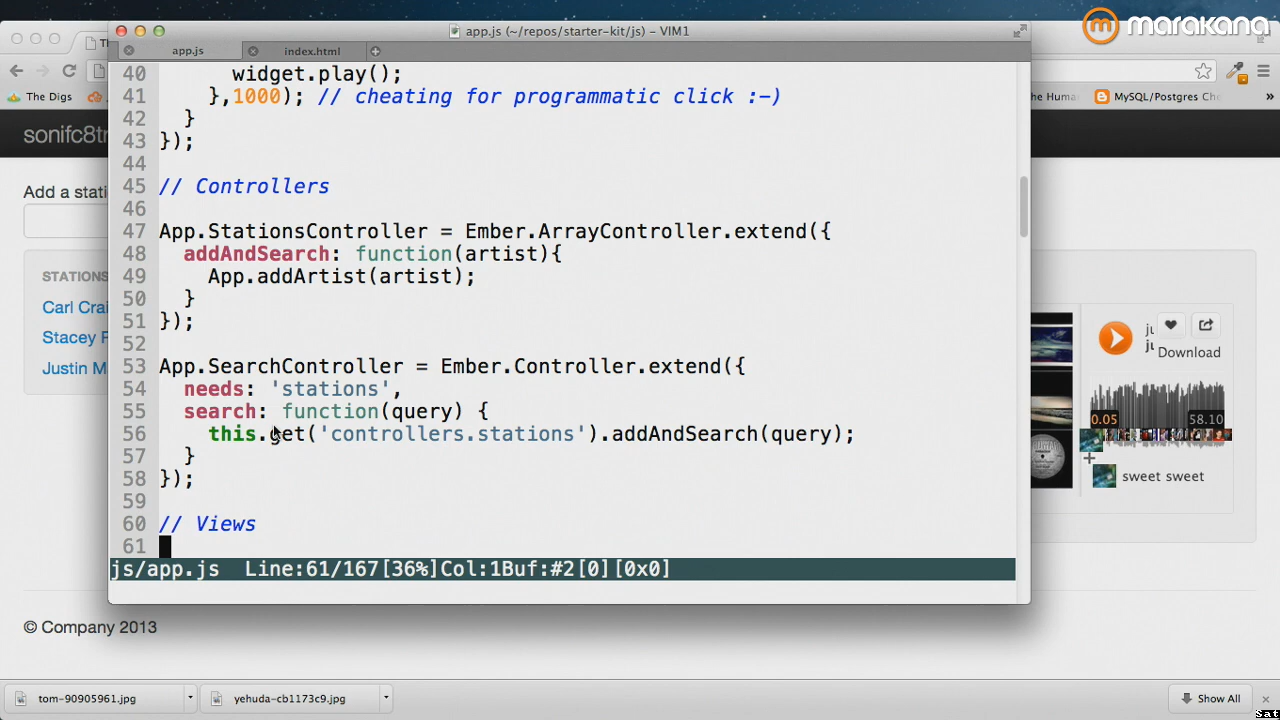 app.js (~/repos/starter-kit/js) – VIM1
marakana
app.js
index.html
The Digs
MySQL/Postgres Che
»
sonifc8tr
Add a stati
STATIONS
Carl Crai
Stacey P
Justin M
40 widget.play();
41 },1000); // cheating for programmatic click :-)
42 }
43 });
44
45 // Controllers
46
47 App.StationsController = Ember.ArrayController.extend({
48 addAndSearch: function(artist){
49 App.addArtist(artist);
50 }
51 });
52
53 App.SearchController = Ember.Controller.extend({
54 needs: 'stations',
55 search: function(query) {
56 this.get('controllers.stations').addAndSearch(query);
57 }
58 });
59
60 // Views
61
js/app.js Line:61/167[36%]Col:1Buf:#2[0][0x0]
Download
0.05
58.10
sweet sweet
© Company 2013
tom-90905961.jpg
yehuda-cb1173c9.jpg
Show All
sat